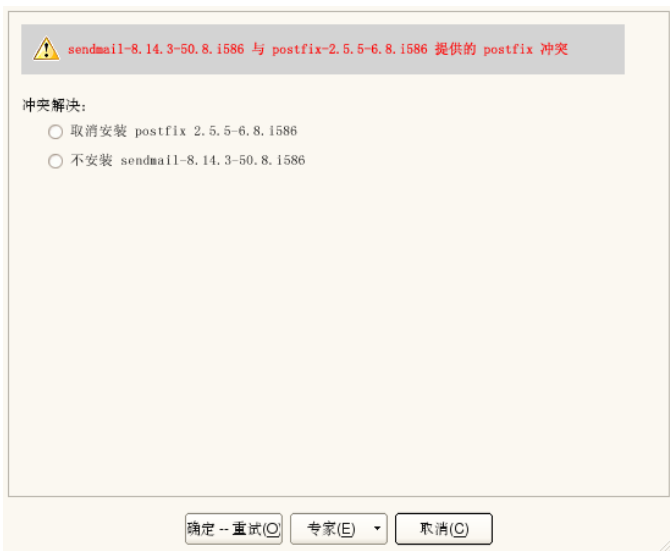 sendmail-8.14.3-50.8.i586 与 postfix-2.5.5-6.8.i586 提供的 postfix 冲突
冲突解决:
取消安装 postfix 2.5.5-6.8.i586
不安装 sendmail-8.14.3-50.8.i586
确定 -- 重试(O) 专家(E) 取消(C)